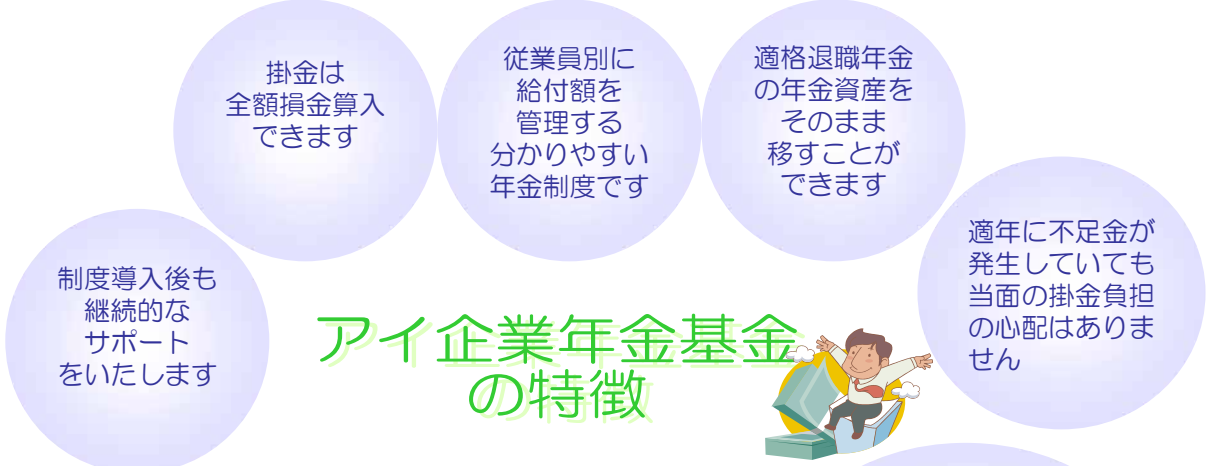 掛金は
全額損金算入
できます
従業員別に
給付額を
管理する
分かりやすい
年金制度です
適格退職年金
の年金資産を
そのまま
移すことが
できます
適年に不足金が
発生していても
当面の掛金負担
の心配はありま
せん
制度導入後も
継続的な
サポート
をいたします
アイ企業年金基金
の特徴